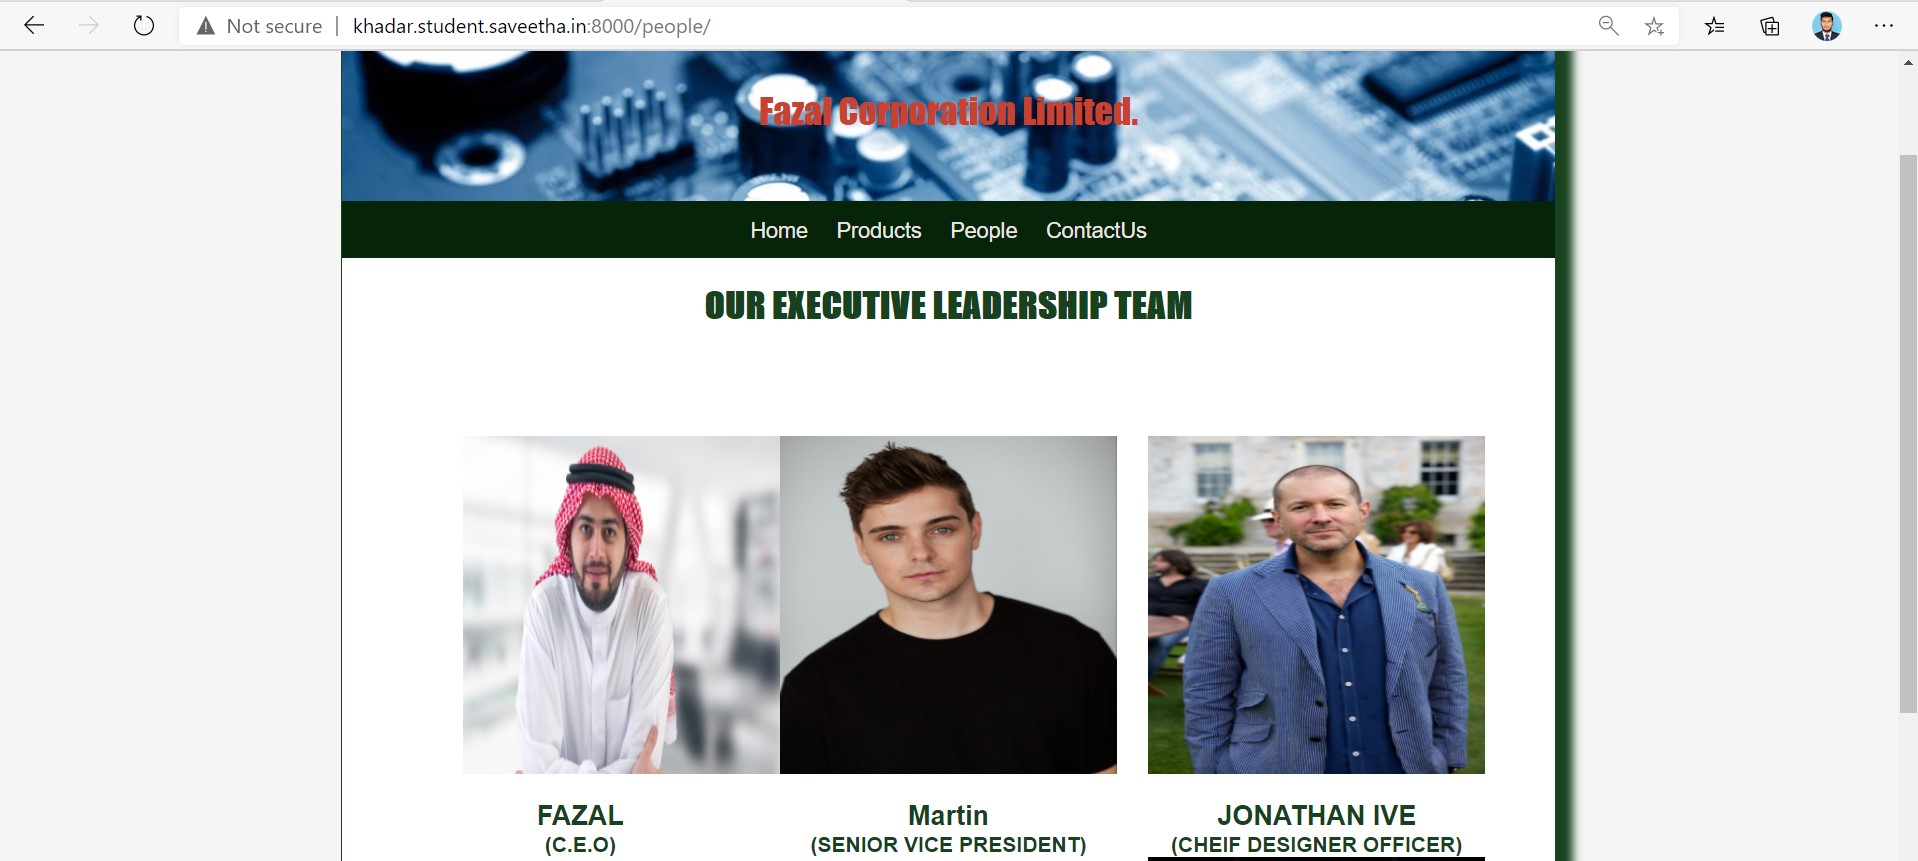 Not secure | khadar.student.saveetha.in:8000/people/
Fazal Corporation Limited.
Home Products People ContactUs
OUR EXECUTIVE LEADERSHIP TEAM
FAZAL Martin JONATHAN IVE
(C.E.O) (SENIOR VICE PRESIDENT) (CHEIF DESIGNER OFFICER)